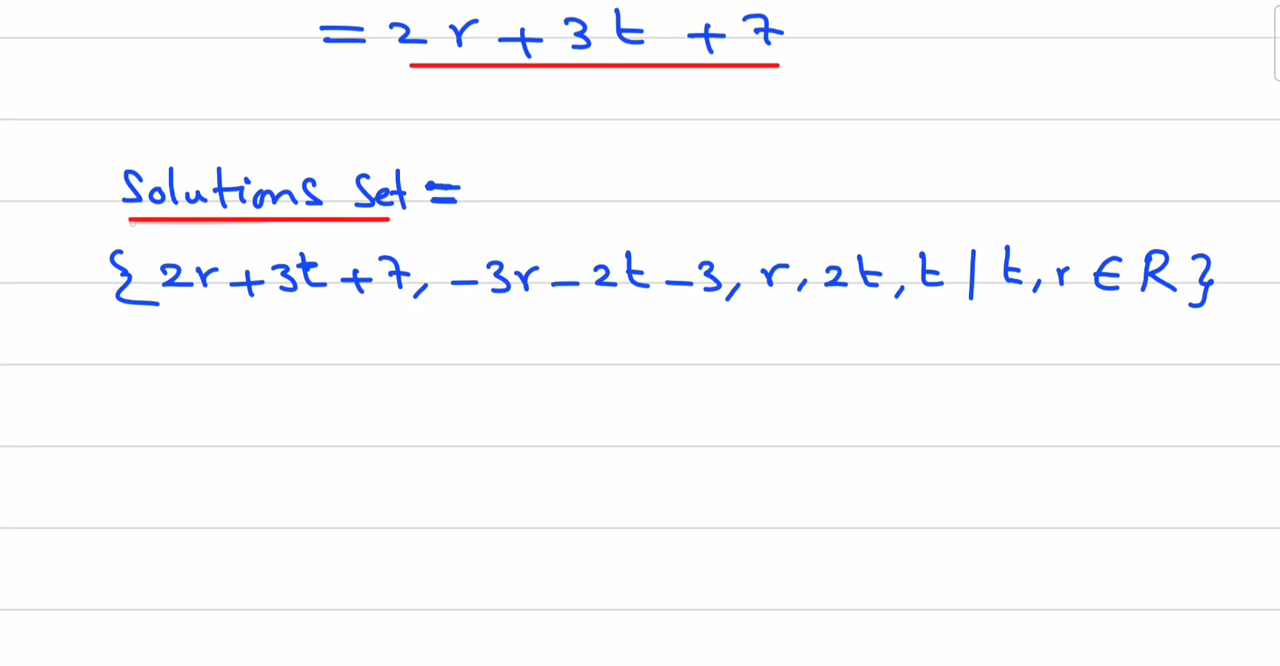 = 2r + 3t + 7
Solutions Set =
{2r+3t+7, -3r-2t-3, r, 2t, t | t, r ∈ R}